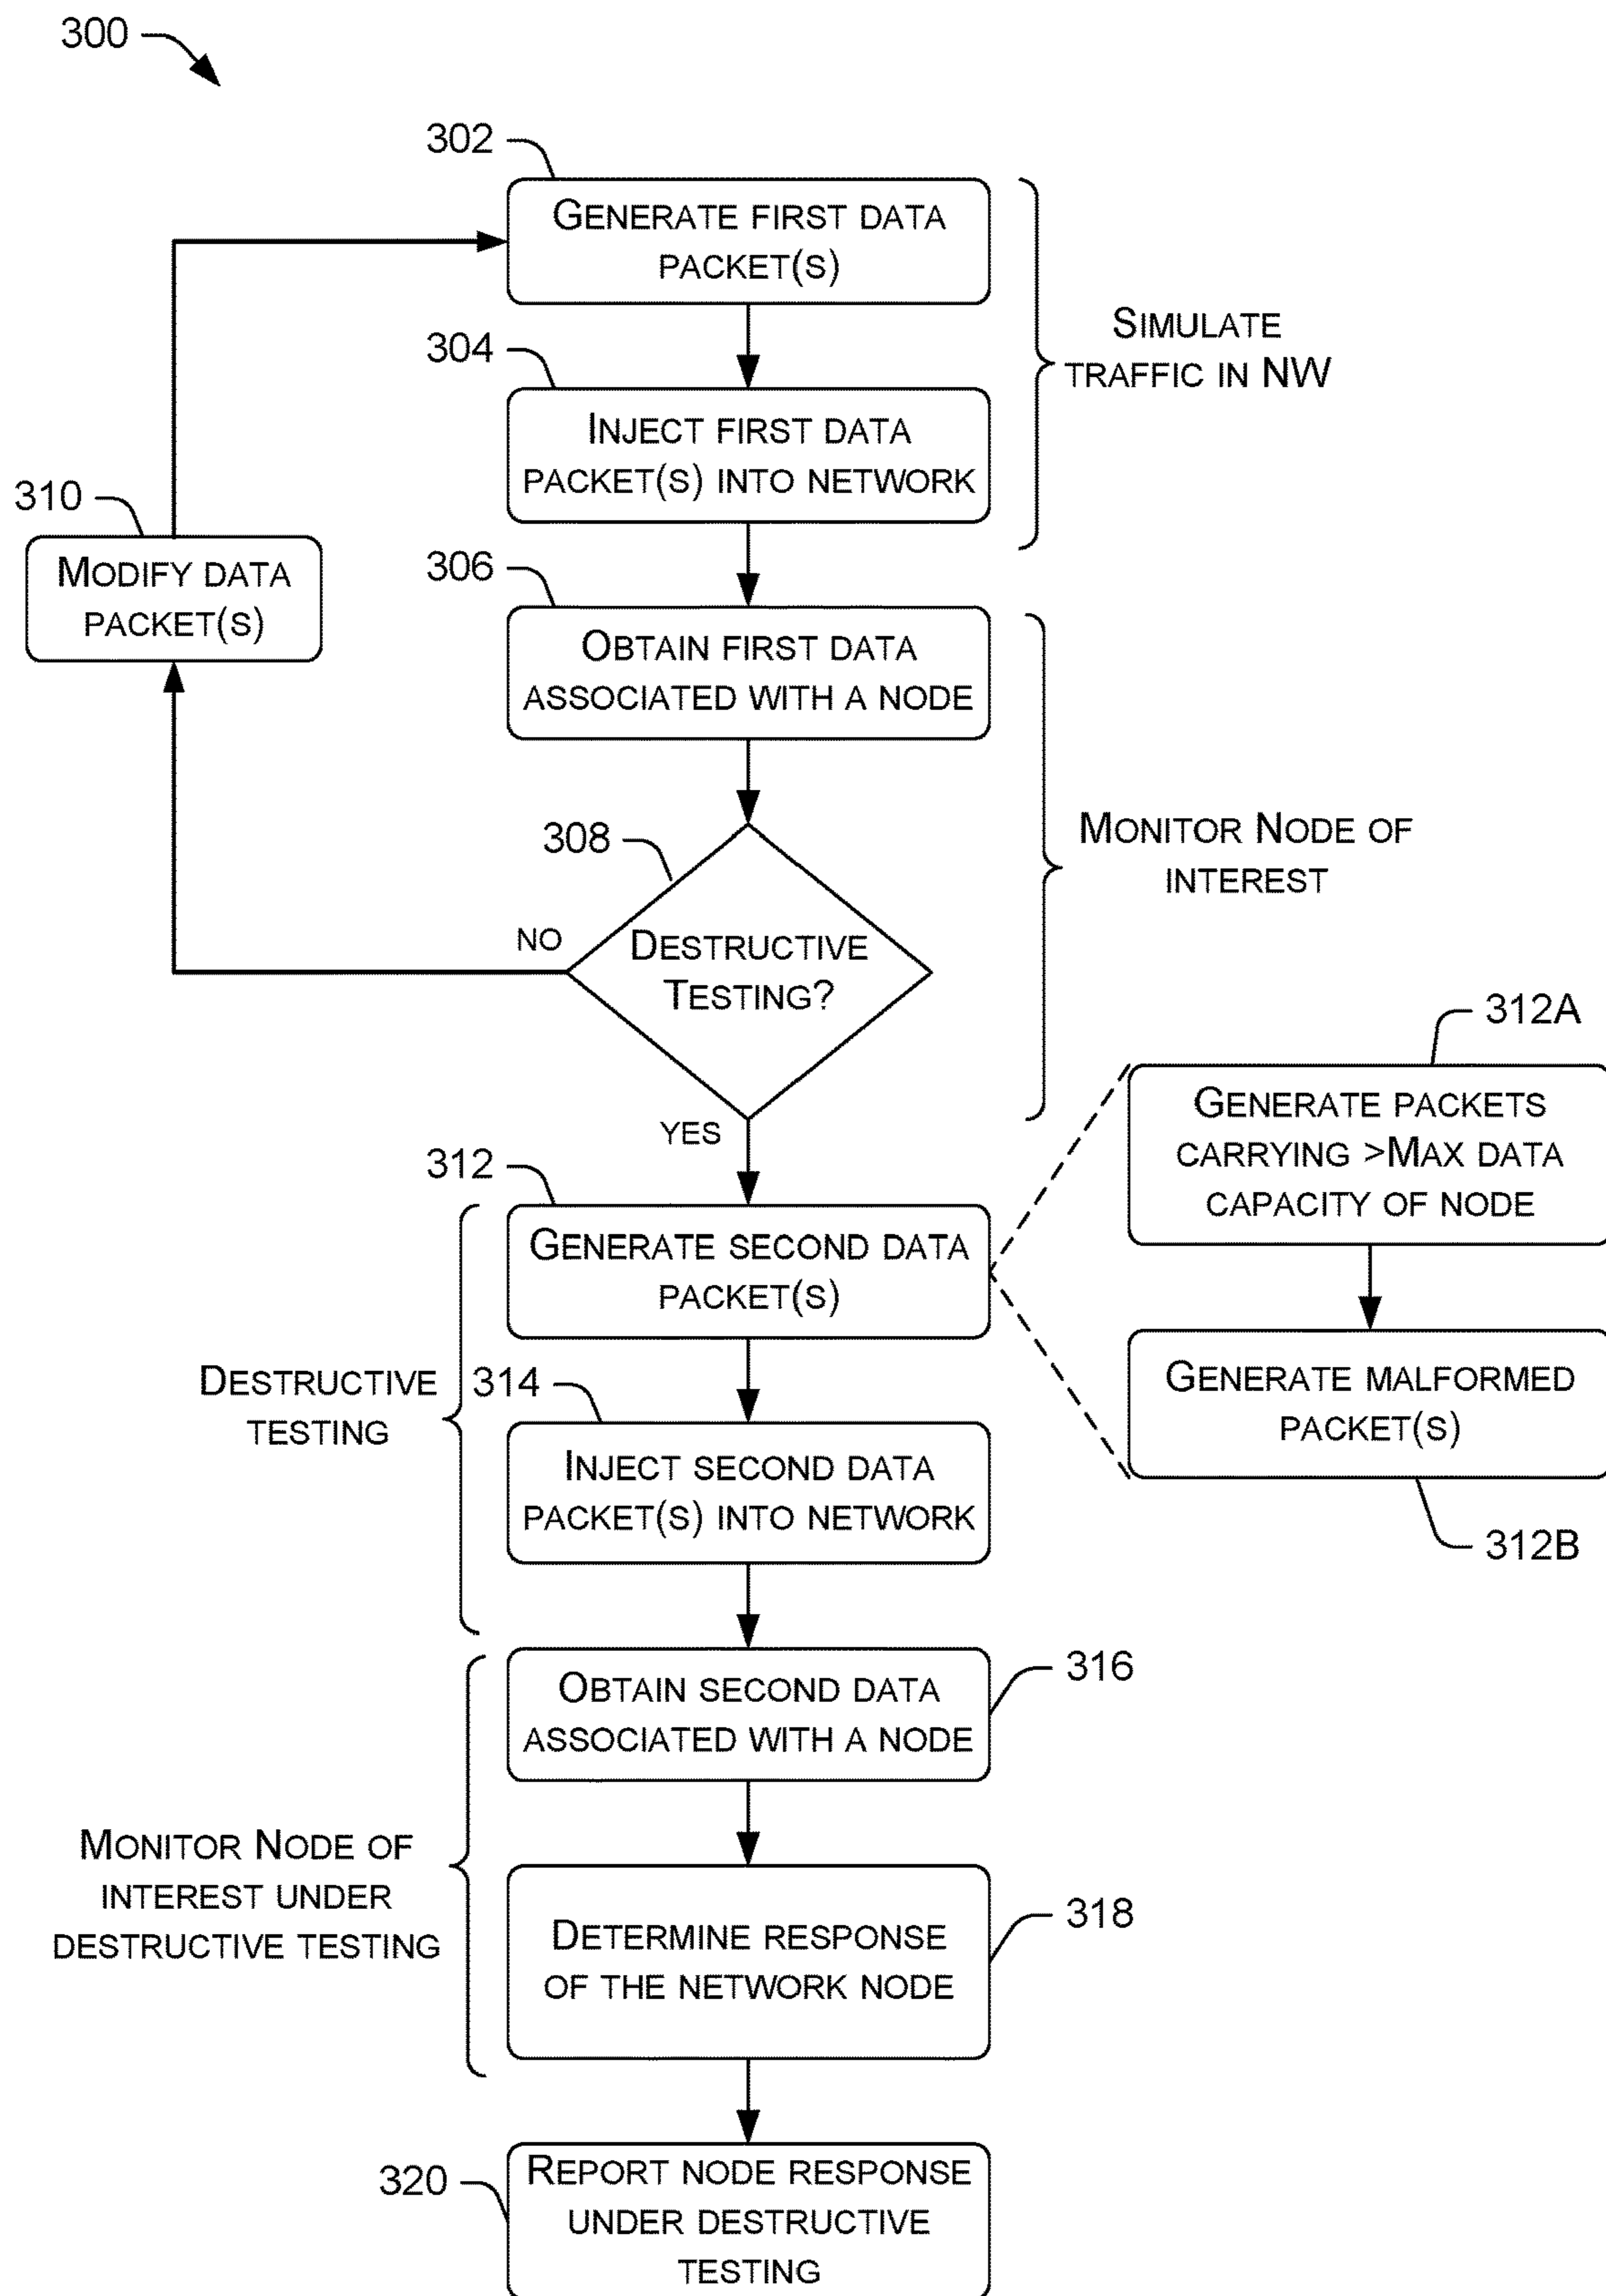 300
302
GENERATE FIRST DATA
PACKET(S)
SIMULATE
TRAFFIC IN NW
304
INJECT FIRST DATA
PACKET(S) INTO NETWORK
310
MODIFY DATA
PACKET(S)
306
OBTAIN FIRST DATA
ASSOCIATED WITH A NODE
MONITOR NODE OF
INTEREST
308
NO
DESTRUCTIVE
TESTING?
YES
312A
GENERATE PACKETS
CARRYING >MAX DATA
CAPACITY OF NODE
312
GENERATE SECOND DATA
PACKET(S)
GENERATE MALFORMED
PACKET(S)
312B
DESTRUCTIVE
TESTING
314
INJECT SECOND DATA
PACKET(S) INTO NETWORK
316
OBTAIN SECOND DATA
ASSOCIATED WITH A NODE
MONITOR NODE OF
INTEREST UNDER
DESTRUCTIVE TESTING
318
DETERMINE RESPONSE
OF THE NETWORK NODE
320
REPORT NODE RESPONSE
UNDER DESTRUCTIVE
TESTING